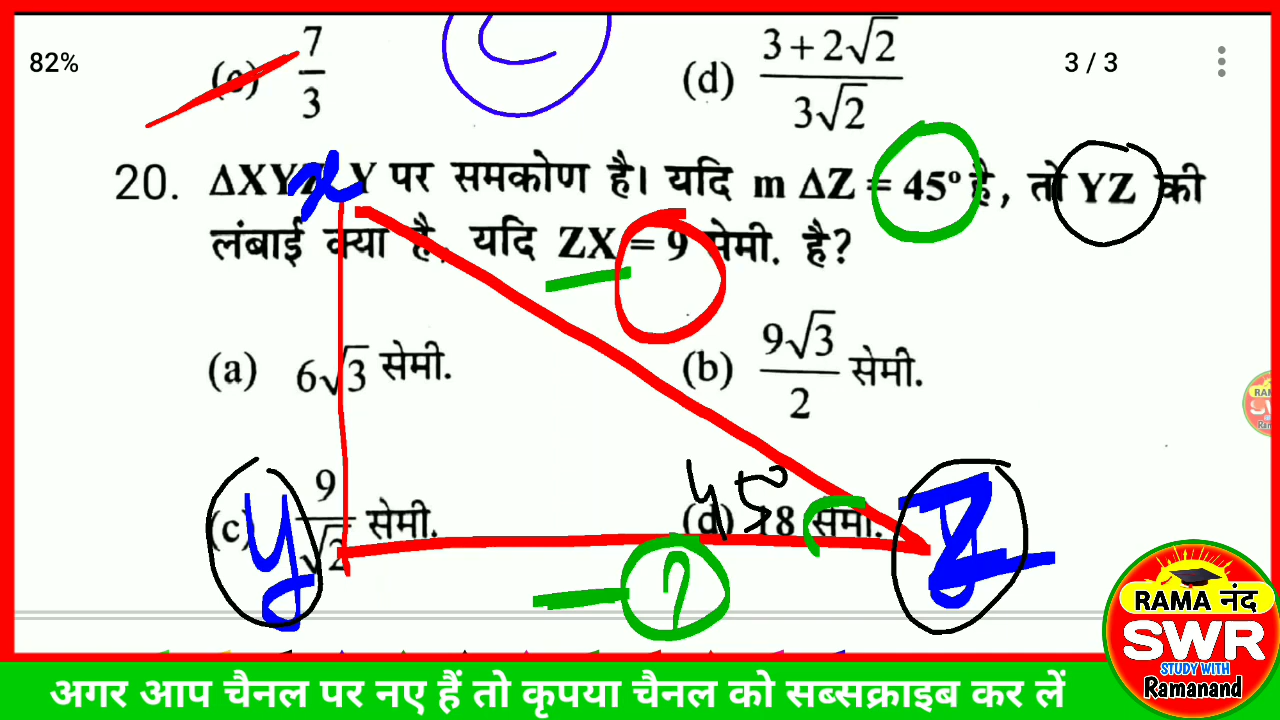 82%
3 / 3
(c) 7/3
(d) 3+2√2 / 3√2
C
20. ΔXYZ, Y पर समकोण है। यदि m ΔZ = 45º है, तो YZ की
लंबाई क्या है, यदि ZX = 9 सेमी. है?
x
(a) 6√3 सेमी.
(b) 9√3 / 2 सेमी.
(c) 9/√2 सेमी.
(d) 18 सेमी.
45°
y
Z
?
RAMA नंद
SWR
STUDY WITH
Ramanand
अगर आप चैनल पर नए हैं तो कृपया चैनल को सब्सक्राइब कर लें